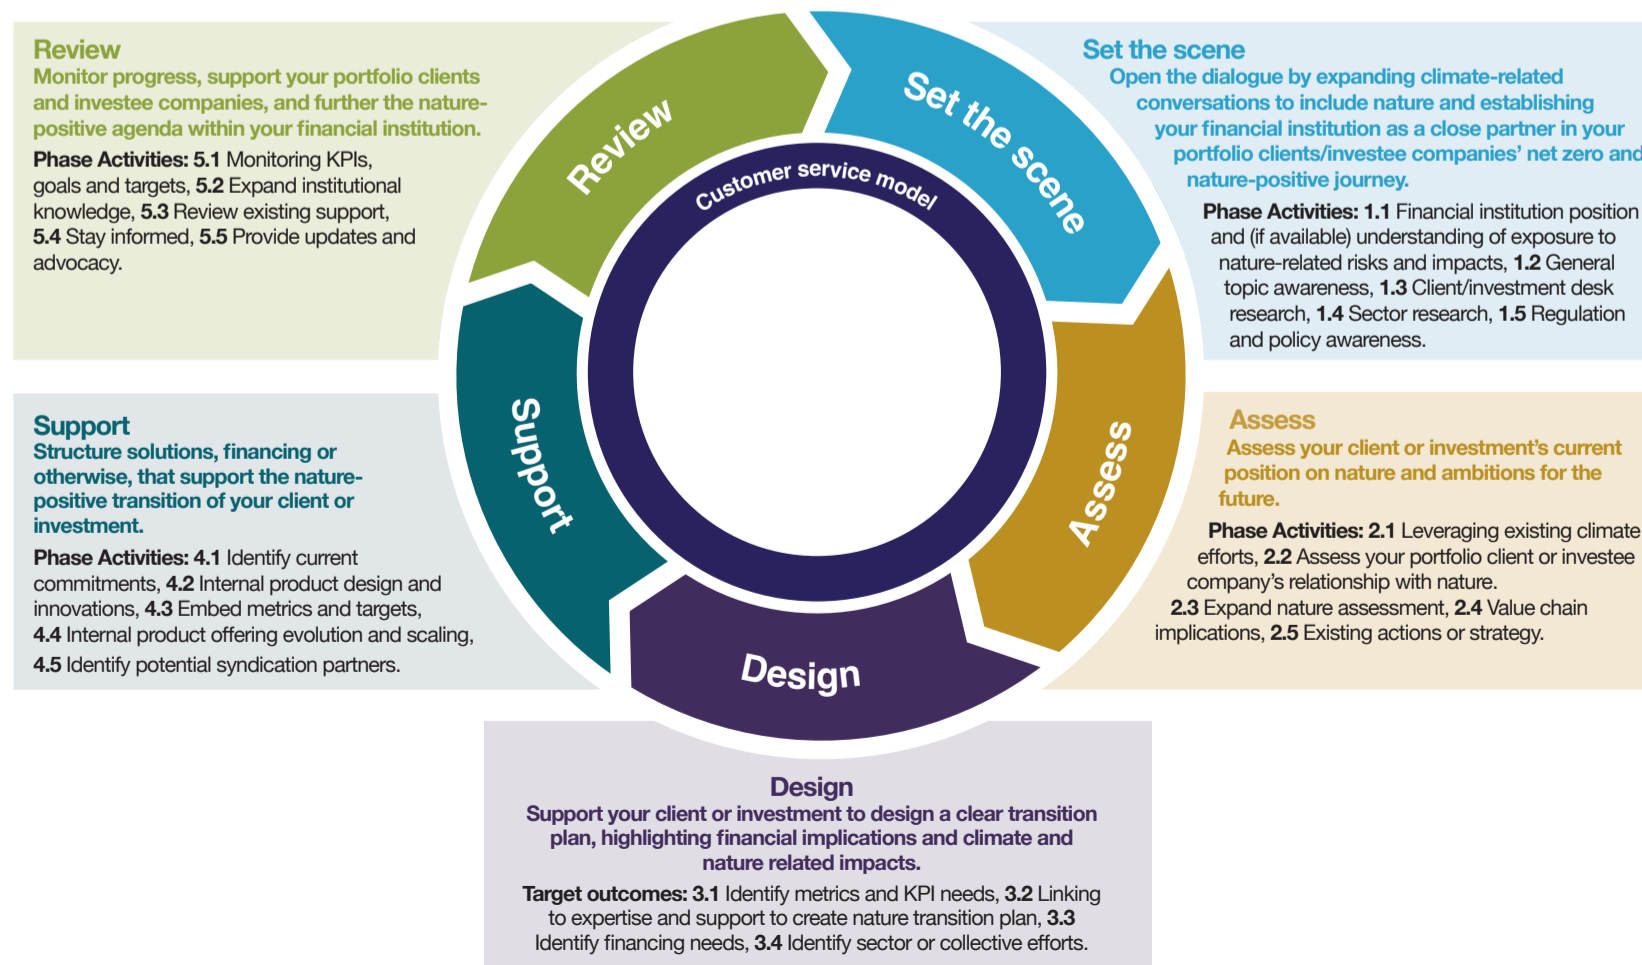 Review
Monitor progress, support your portfolio clients
and investee companies, and further the nature-
positive agenda within your financial institution.
Phase Activities: 5.1 Monitoring KPIs,
goals and targets, 5.2 Expand institutional
knowledge, 5.3 Review existing support,
5.4 Stay informed, 5.5 Provide updates and
advocacy.
Set the scene
Open the dialogue by expanding climate-related
conversations to include nature and establishing
your financial institution as a close partner in your
portfolio clients/investee companies’ net zero and
nature-positive journey.
Phase Activities: 1.1 Financial institution position
and (if available) understanding of exposure to
nature-related risks and impacts, 1.2 General
topic awareness, 1.3 Client/investment desk
research, 1.4 Sector research, 1.5 Regulation
and policy awareness.
Review
Set the scene
Customer service model
Support
Assess
Design
Support
Structure solutions, financing or
otherwise, that support the nature-
positive transition of your client or
investment.
Phase Activities: 4.1 Identify current
commitments, 4.2 Internal product design and
innovations, 4.3 Embed metrics and targets,
4.4 Internal product offering evolution and scaling,
4.5 Identify potential syndication partners.
Assess
Assess your client or investment’s current
position on nature and ambitions for the
future.
Phase Activities: 2.1 Leveraging existing climate
efforts, 2.2 Assess your portfolio client or investee
company’s relationship with nature.
2.3 Expand nature assessment, 2.4 Value chain
implications, 2.5 Existing actions or strategy.
Design
Support your client or investment to design a clear transition
plan, highlighting financial implications and climate and
nature related impacts.
Target outcomes: 3.1 Identify metrics and KPI needs, 3.2 Linking
to expertise and support to create nature transition plan, 3.3
Identify financing needs, 3.4 Identify sector or collective efforts.